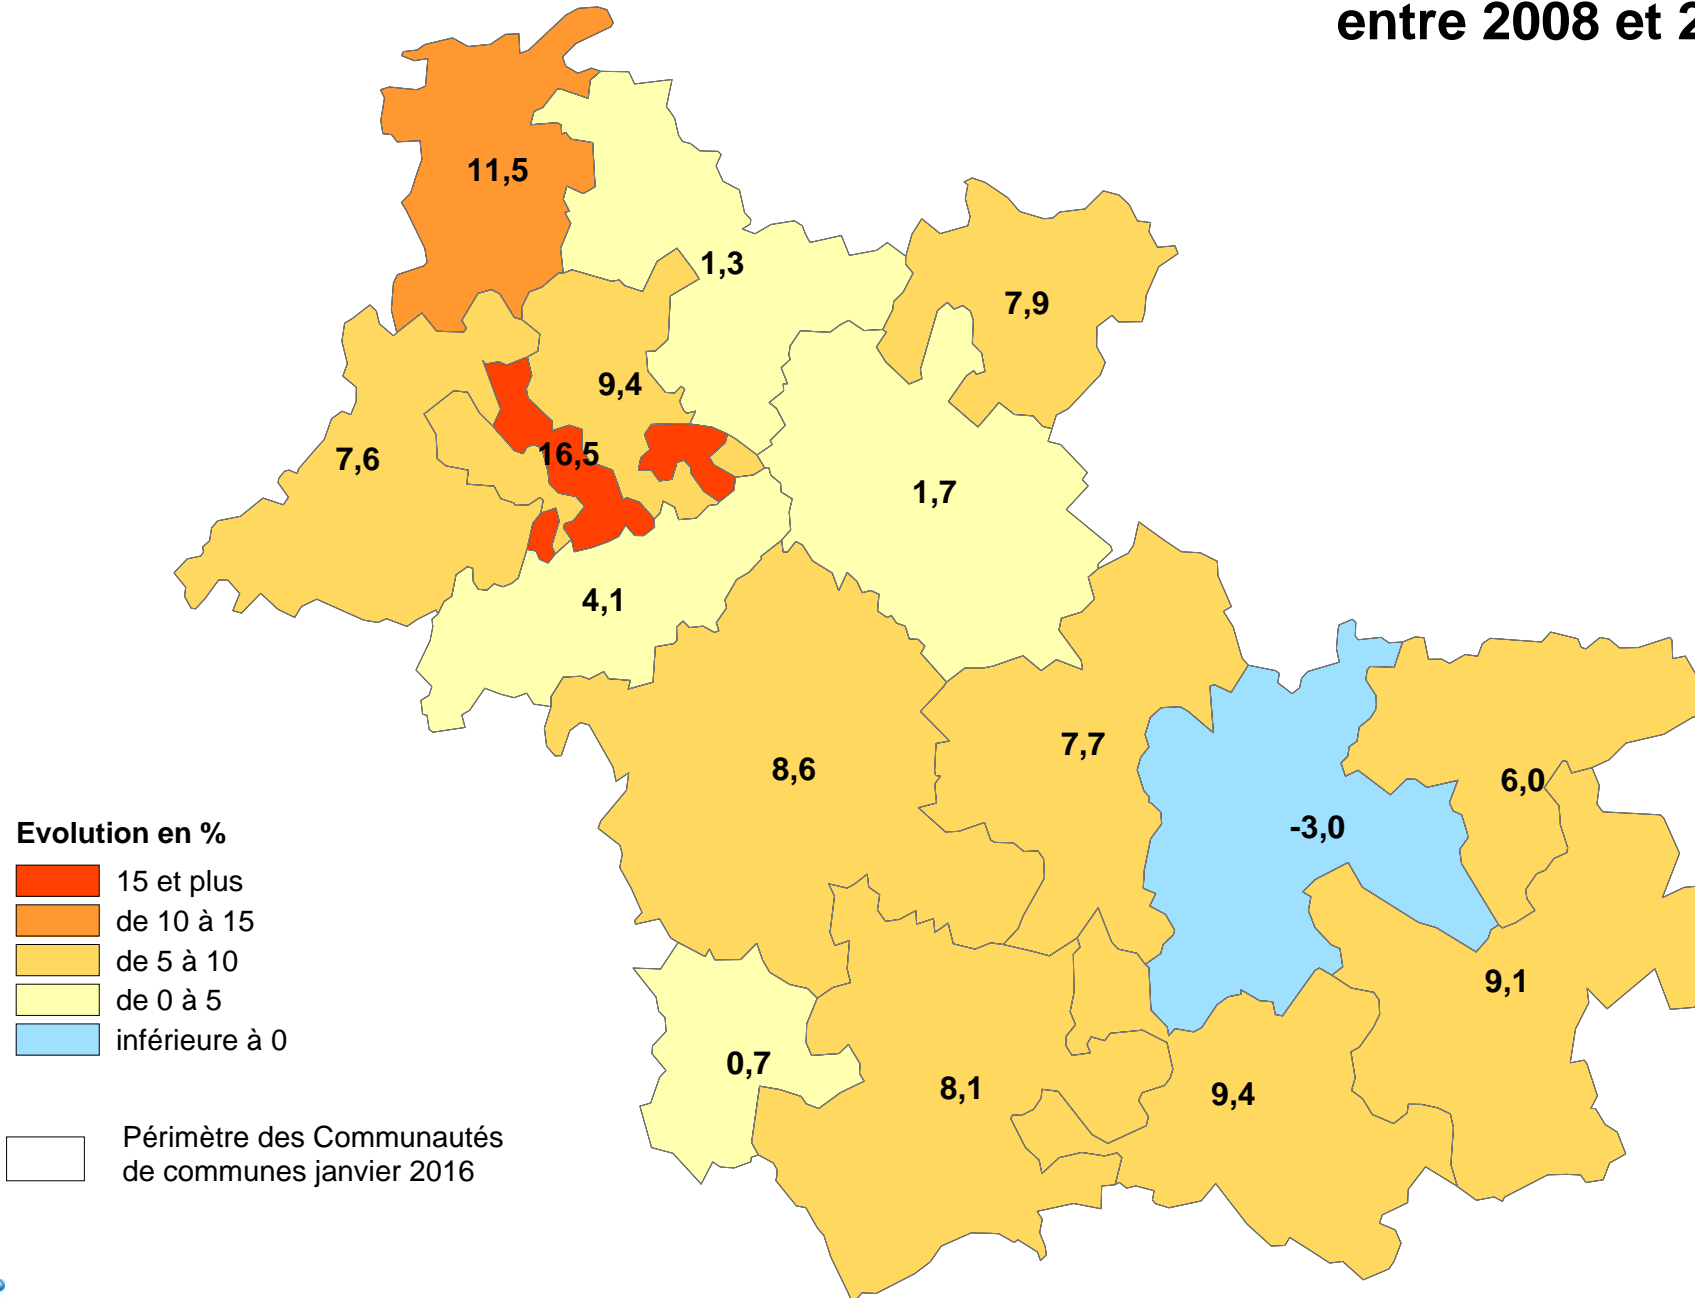 entre 2008 et 2
11,5
1,3
7,9
9,4
7,6
16,5
1,7
4,1
7,7
8,6
6,0
-3,0
9,1
0,7
8,1
9,4
Evolution en %
15 et plus
de 10 à 15
de 5 à 10
de 0 à 5
inférieure à 0
Périmètre des Communautés
de communes janvier 2016